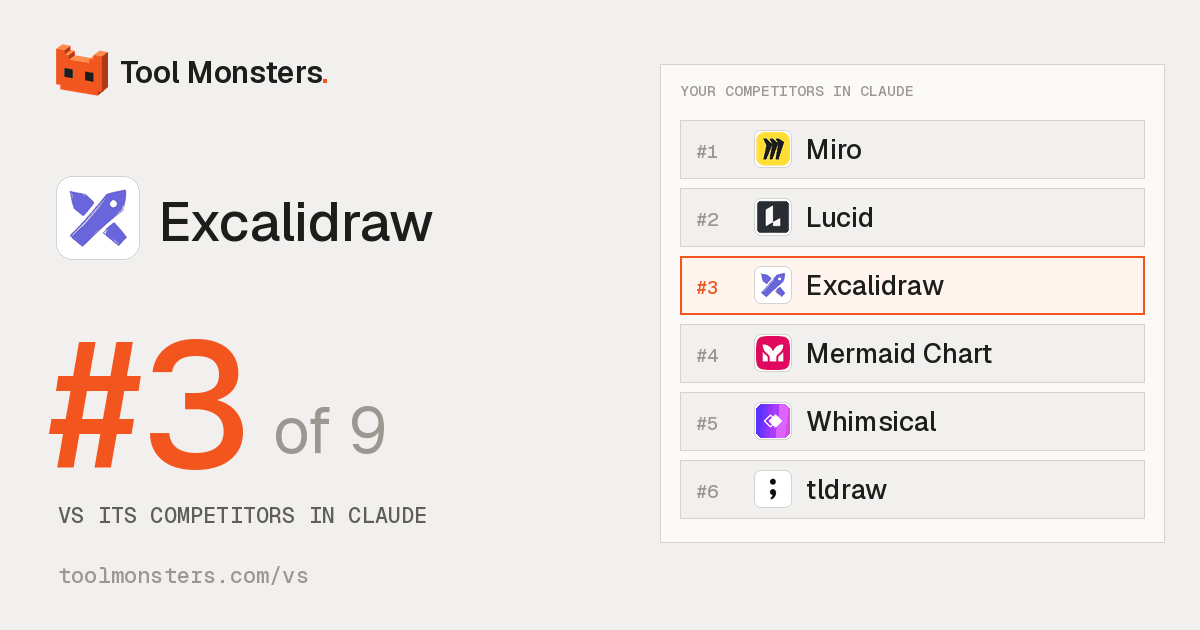 Tool Monsters.
Excalidraw
#3 of 9
VS ITS COMPETITORS IN CLAUDE
toolmonsters.com/vs
YOUR COMPETITORS IN CLAUDE
#1 Miro
#2 Lucid
#3 Excalidraw
#4 Mermaid Chart
#5 Whimsical
#6 tldraw